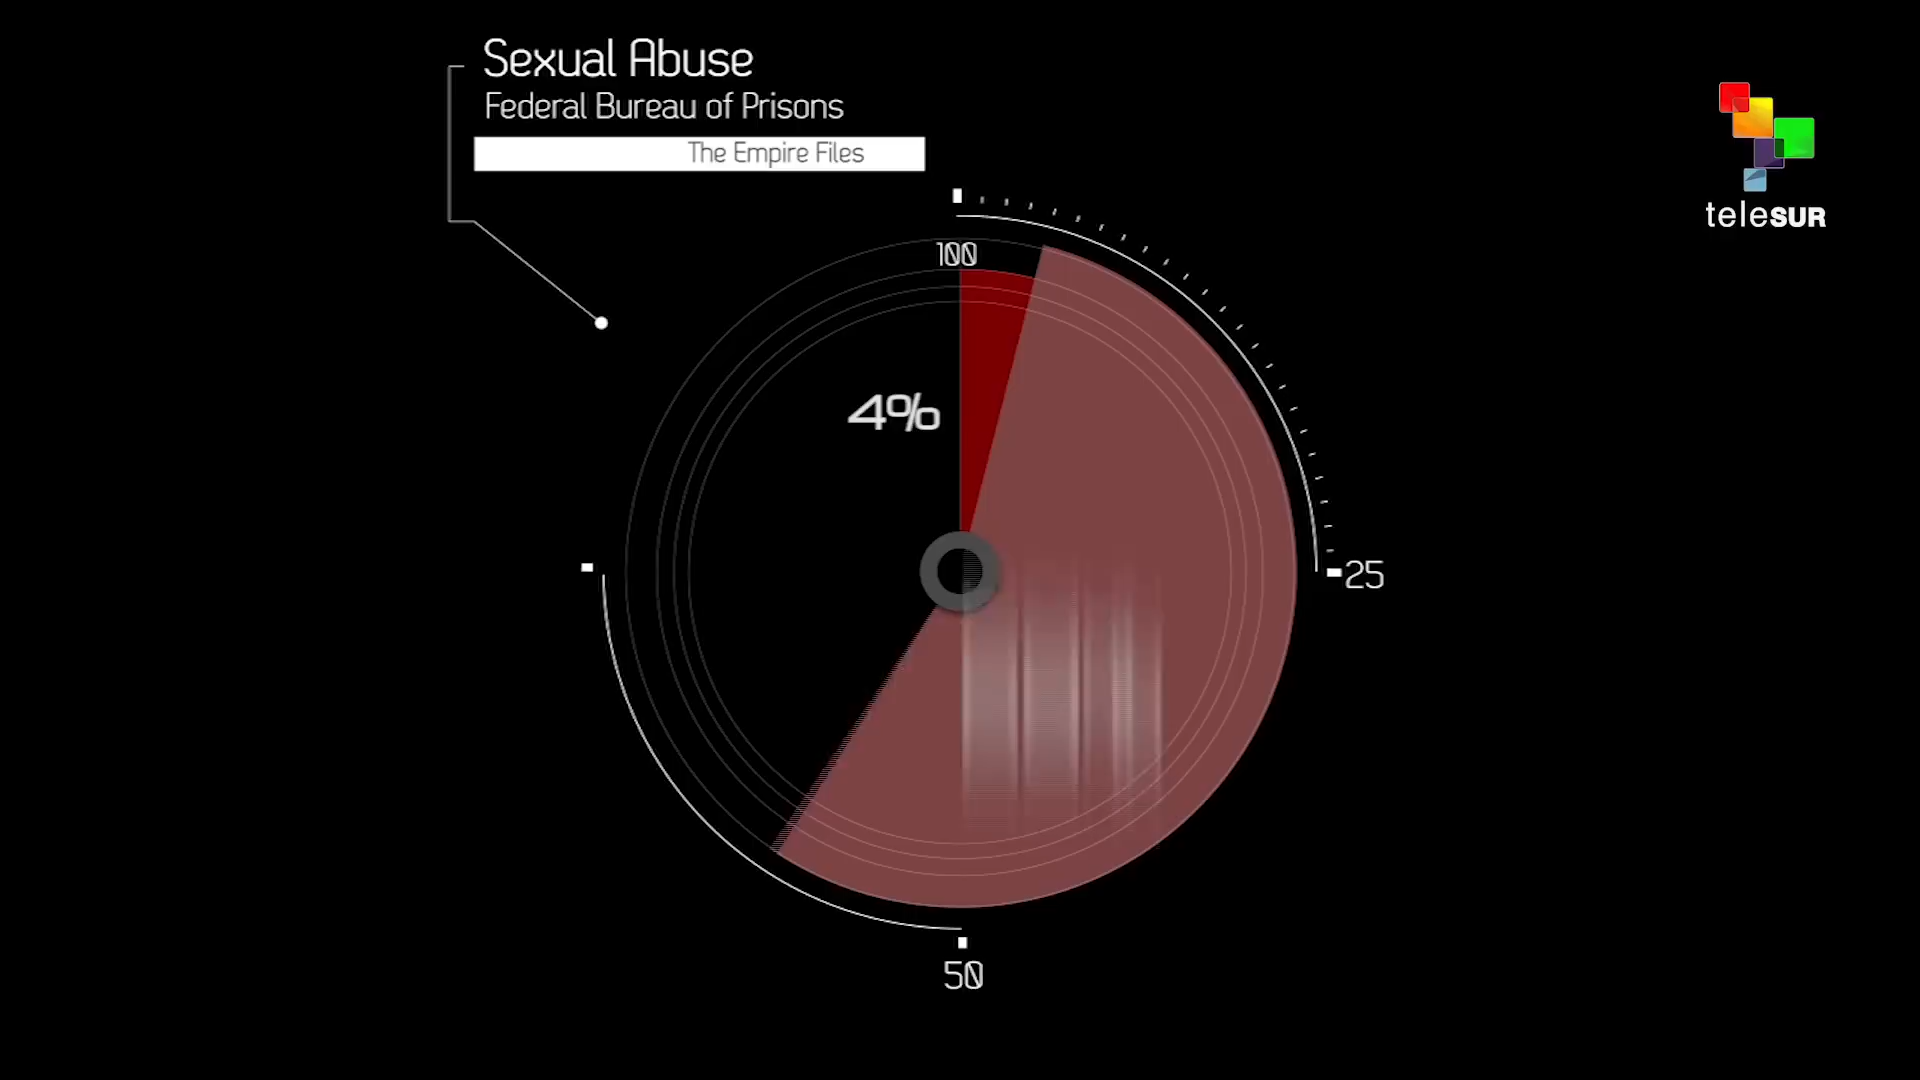 Sexual Abuse
Federal Bureau of Prisons
The Empire Files
teleSUR
100
4%
25
50